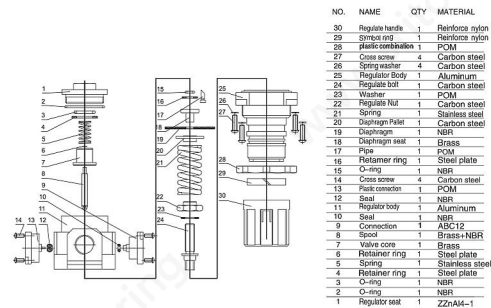 NO. NAME QTY MATERIAL
30 Regulate handle 1 Reinforce nylon
29 Symbol ring 1 Reinforce nylon
28 plastic combination 1 POM
27 Cross screw 4 Carbon steel
26 Spring washer 4 Carbon steel
25 Regulator Body 1 Aluminum
24 Regulate bolt 1 Carbon steel
23 Washer 1 POM
22 Regulate Nut 1 Carbon steel
21 Spring 1 Stainless steel
20 Diaphragm Pallet 1 Carbon steel
19 Diaphragm 1 NBR
18 Diaphragm seat 1 Brass
17 Pipe 1 POM
16 Retamer ring 1 Steel plate
15 O-ring 1 NBR
14 Cross screw 4 Carbon steel
13 Plastic connection 1 POM
12 Seal 1 NBR
11 Regulator body 1 Aluminum
10 Seal 1 NBR
9 Connection 1 ABC12
8 Spool 1 Brass+NBR
7 Valve core 1 Brass
6 Retainer ring 1 Steel plate
5 Spring 1 Stainless steel
4 Retainer ring 1 Steel plate
3 O-ring 1 NBR
2 O-ring 1 NBR
1 Regulator seat 1 ZZnAl4-1
1
2
3
4
5
6
7
8
9
10
11
14 13 12
15
16
17
18
19
20
21
22
23
24
25
26
27
28
29
30